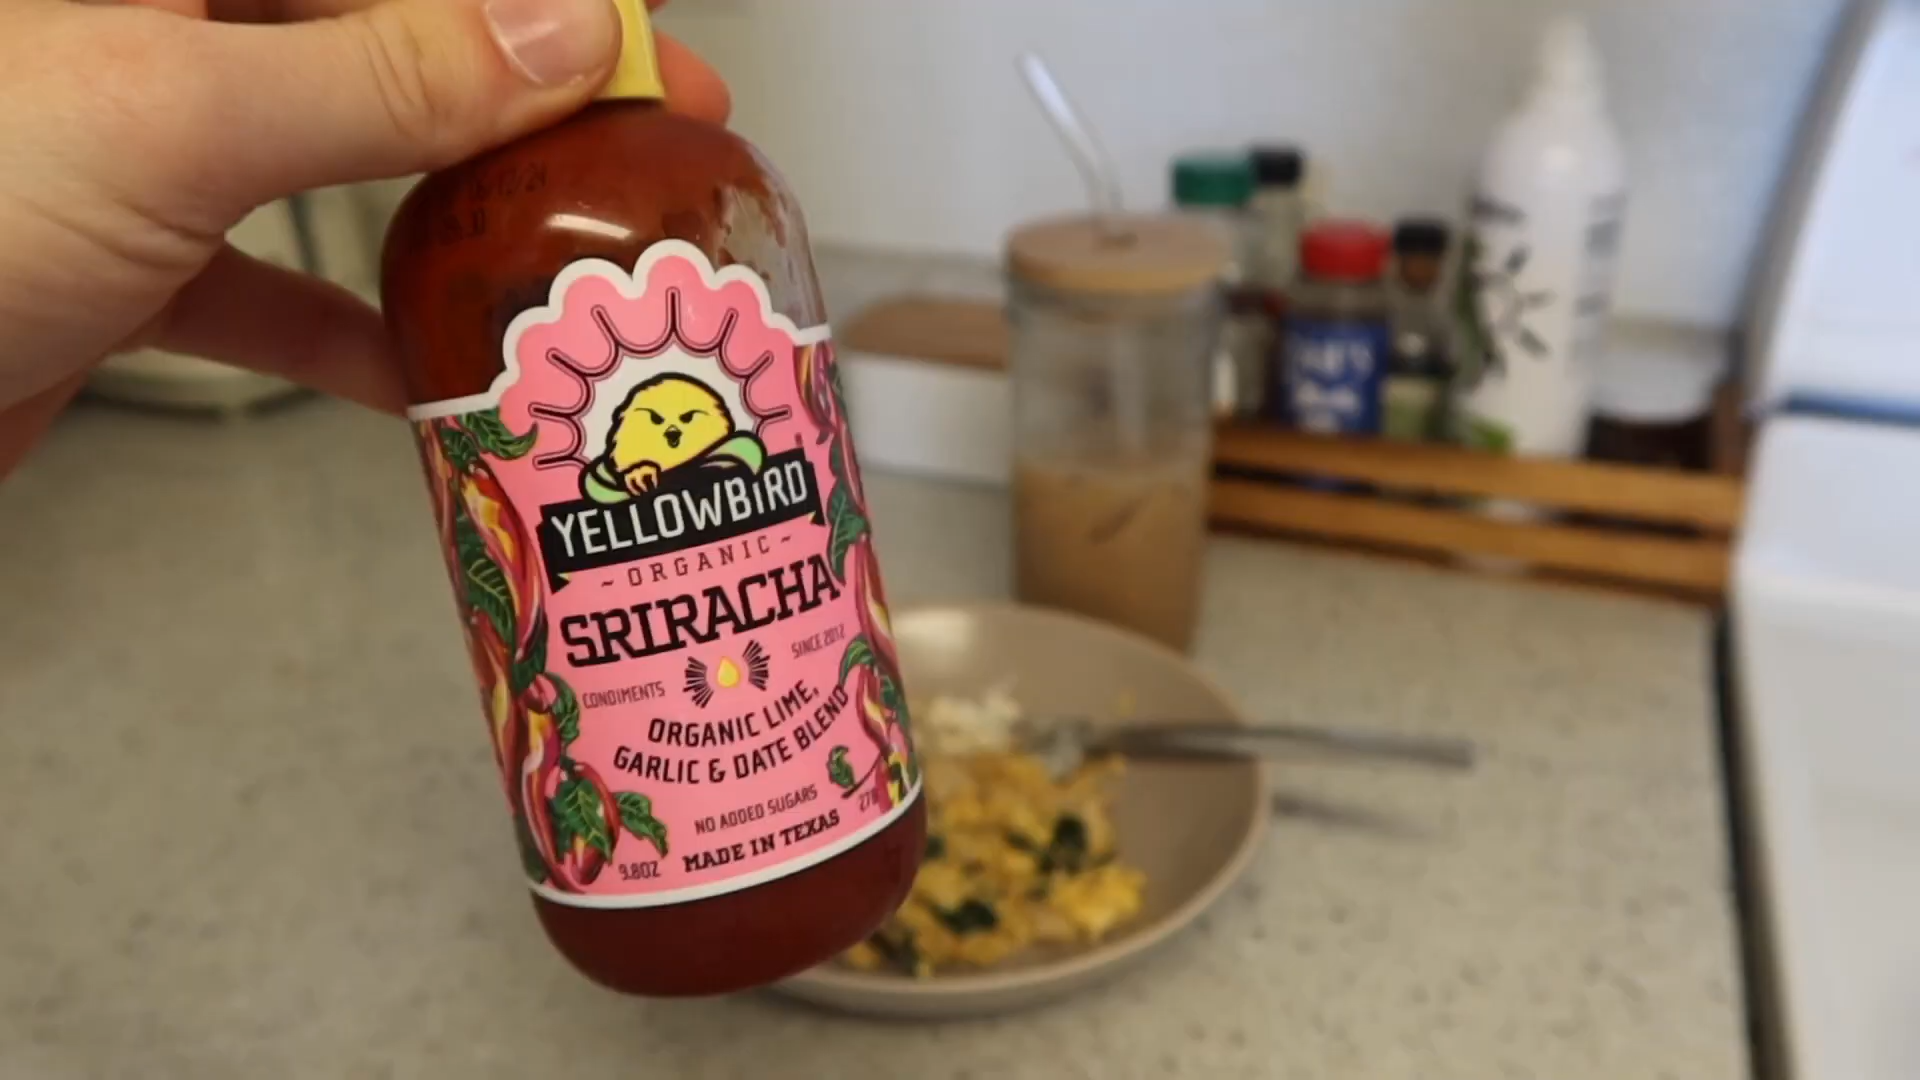 YELLOWBiRD
~ORGANIC~
SRIRACHA
CONDIMENTS
SINCE 2012
ORGANIC LIME,
GARLIC & DATE BLEND
NO ADDED SUGARS
9.8OZ
MADE IN TEXAS